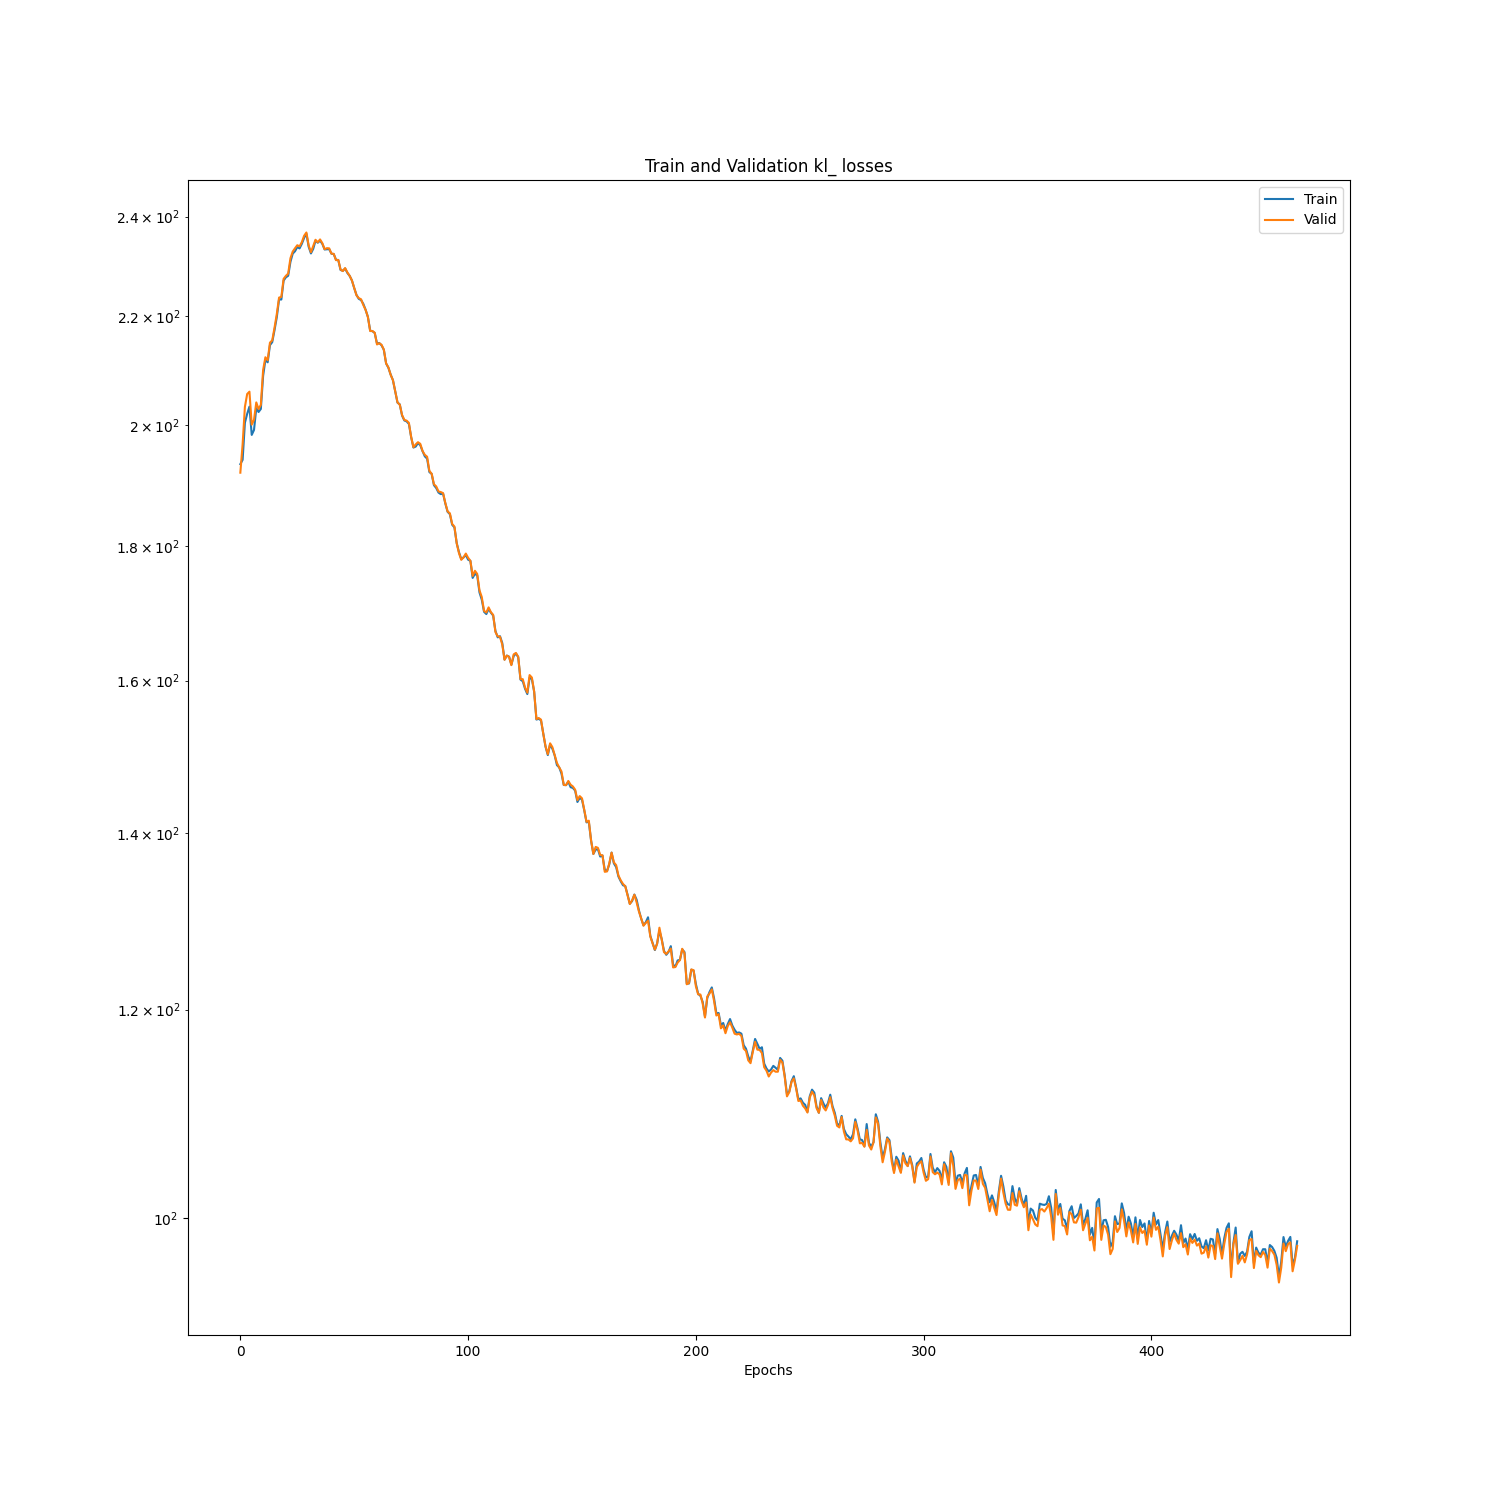 Train and Validation kl_ losses
Train
Valid
2.4 × 10²
2.2 × 10²
2 × 10²
1.8 × 10²
1.6 × 10²
1.4 × 10²
1.2 × 10²
10²
0 100 200 300 400
Epochs